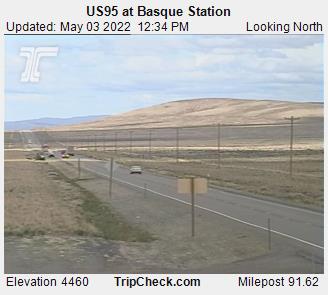 US95 at Basque Station
Updated: May 03 2022 12:34 PM Looking North
Elevation 4460 TripCheck.com Milepost 91.62